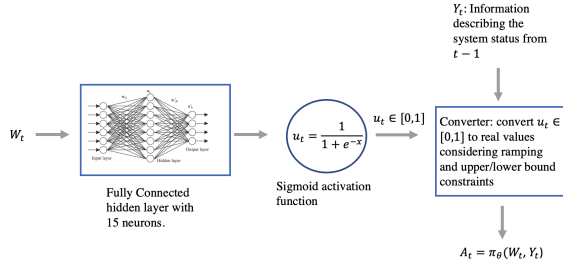 Y_t: Information
describing the
system status from
t − 1
W_t
Input layer
Hidden layer
Output layer
Fully Connected
hidden layer with
15 neurons.
u_t = 1 / (1 + e^{-x})
Sigmoid activation
function
u_t ∈ [0,1]
Converter: convert u_t ∈
[0,1] to real values
considering ramping
and upper/lower bound
constraints
A_t = π_θ(W_t, Y_t)